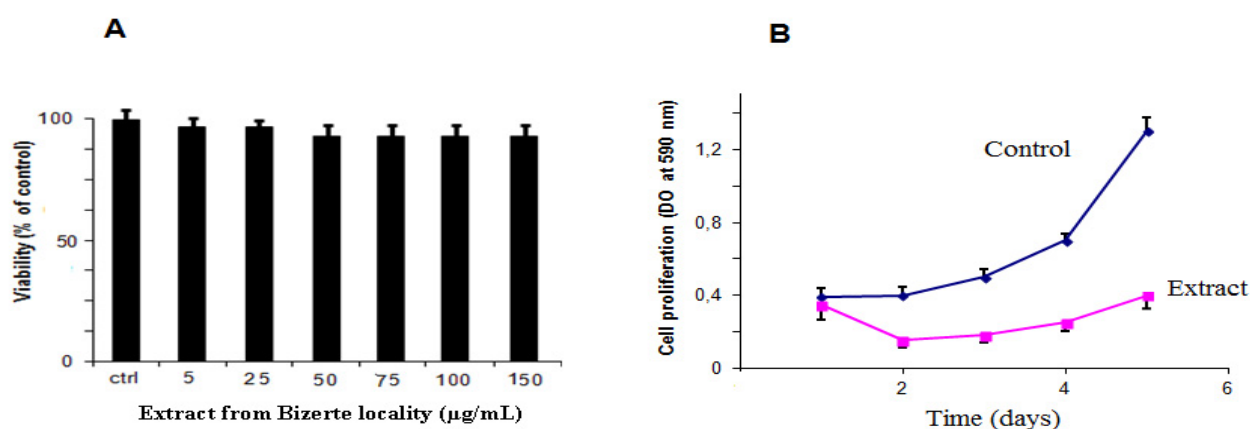 A
Viability (% of control)
100
50
0
ctrl 5 25 50 75 100 150
Extract from Bizerte locality (µg/mL)
B
Cell proliferation (DO at 590 nm)
1,2
0,8
0,4
0
2 4 6
Time (days)
Control
Extract